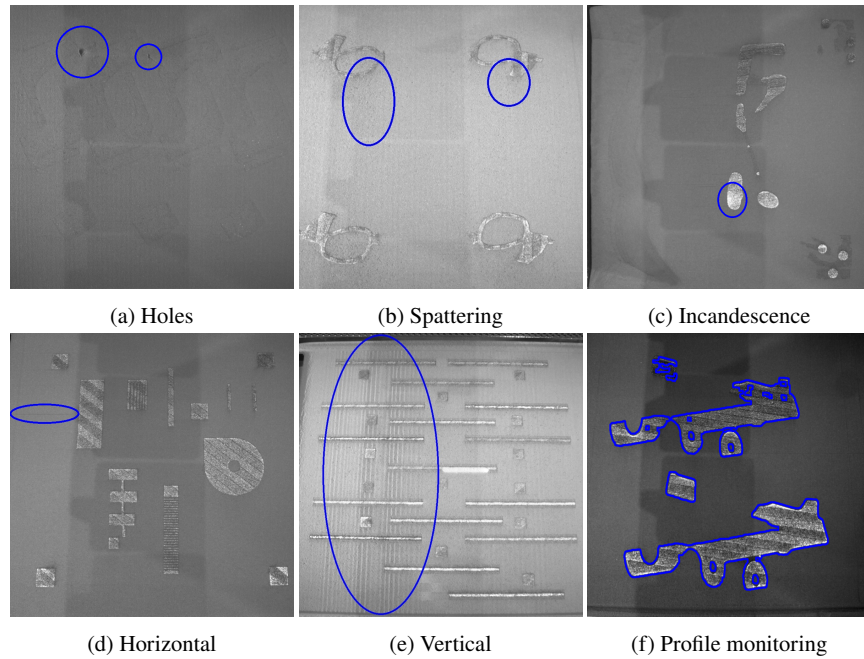 (a) Holes
(b) Spattering
(c) Incandescence
(d) Horizontal
(e) Vertical
(f) Profile monitoring